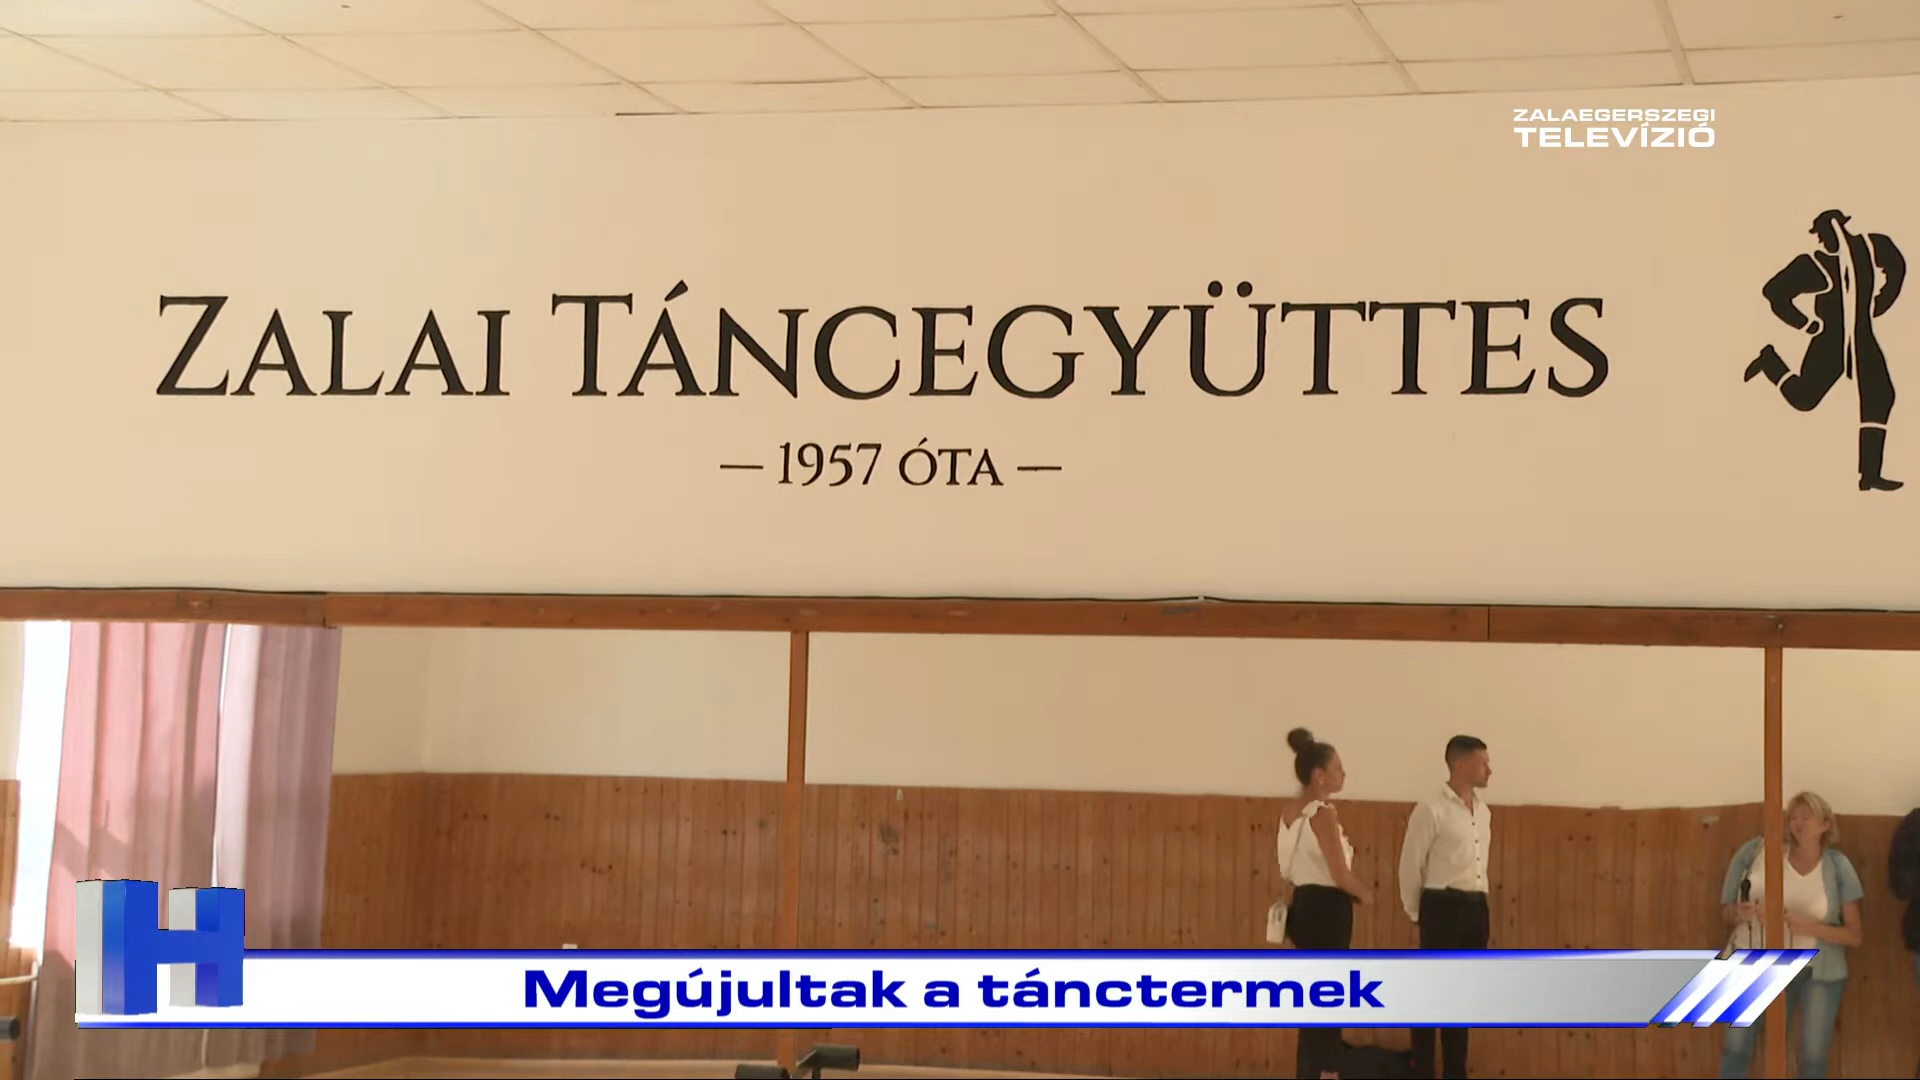 ZALAEGERSZEGI
TELEVÍZIÓ
ZALAI TÁNCEGYÜTTES
— 1957 ÓTA —
H
Megújultak a tánctermek